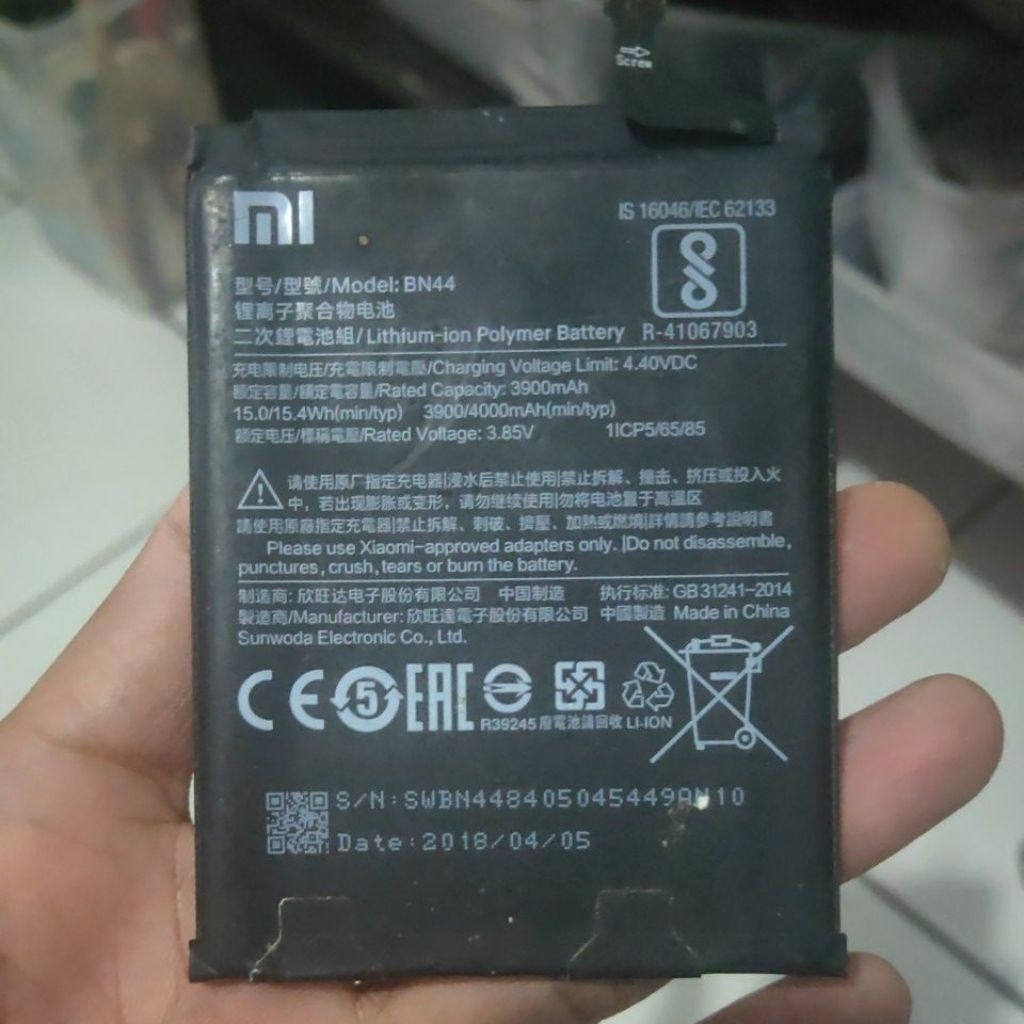 Screw
MI
IS 16046/IEC 62133
型号/型號/Model: BN44
锂离子聚合物电池
二次鋰電池組/Lithium-ion Polymer Battery
R-41067903
充电限制电压/充電限制電壓/Charging Voltage Limit: 4.40VDC
额定容量/額定電容量/Rated Capacity: 3900mAh
15.0/15.4Wh(min/typ) 3900/4000mAh(min/typ)
额定电压/標稱電壓/Rated Voltage: 3.85V 1ICP5/65/85
请使用原厂指定充电器|浸水后禁止使用|禁止拆解、撞击、挤压或投入火
中，若出现膨胀或变形，请勿继续使用|勿将电池置于高温区
請使用原廠指定充電器|禁止拆解、刺破、擠壓、加熱或燃燒|詳情請參考說明書
Please use Xiaomi-approved adapters only. |Do not disassemble,
punctures, crush, tears or burn the battery.
制造商: 欣旺达电子股份有限公司 中国制造 执行标准: GB 31241-2014
製造商/Manufacturer: 欣旺達電子股份有限公司 中國製造 Made in China
Sunwoda Electronic Co., Ltd.
CE 5 EAC
R39245 廢電池請回收 LI-ION
S/N:SWBN448405045449 10
Date:2018/04/05